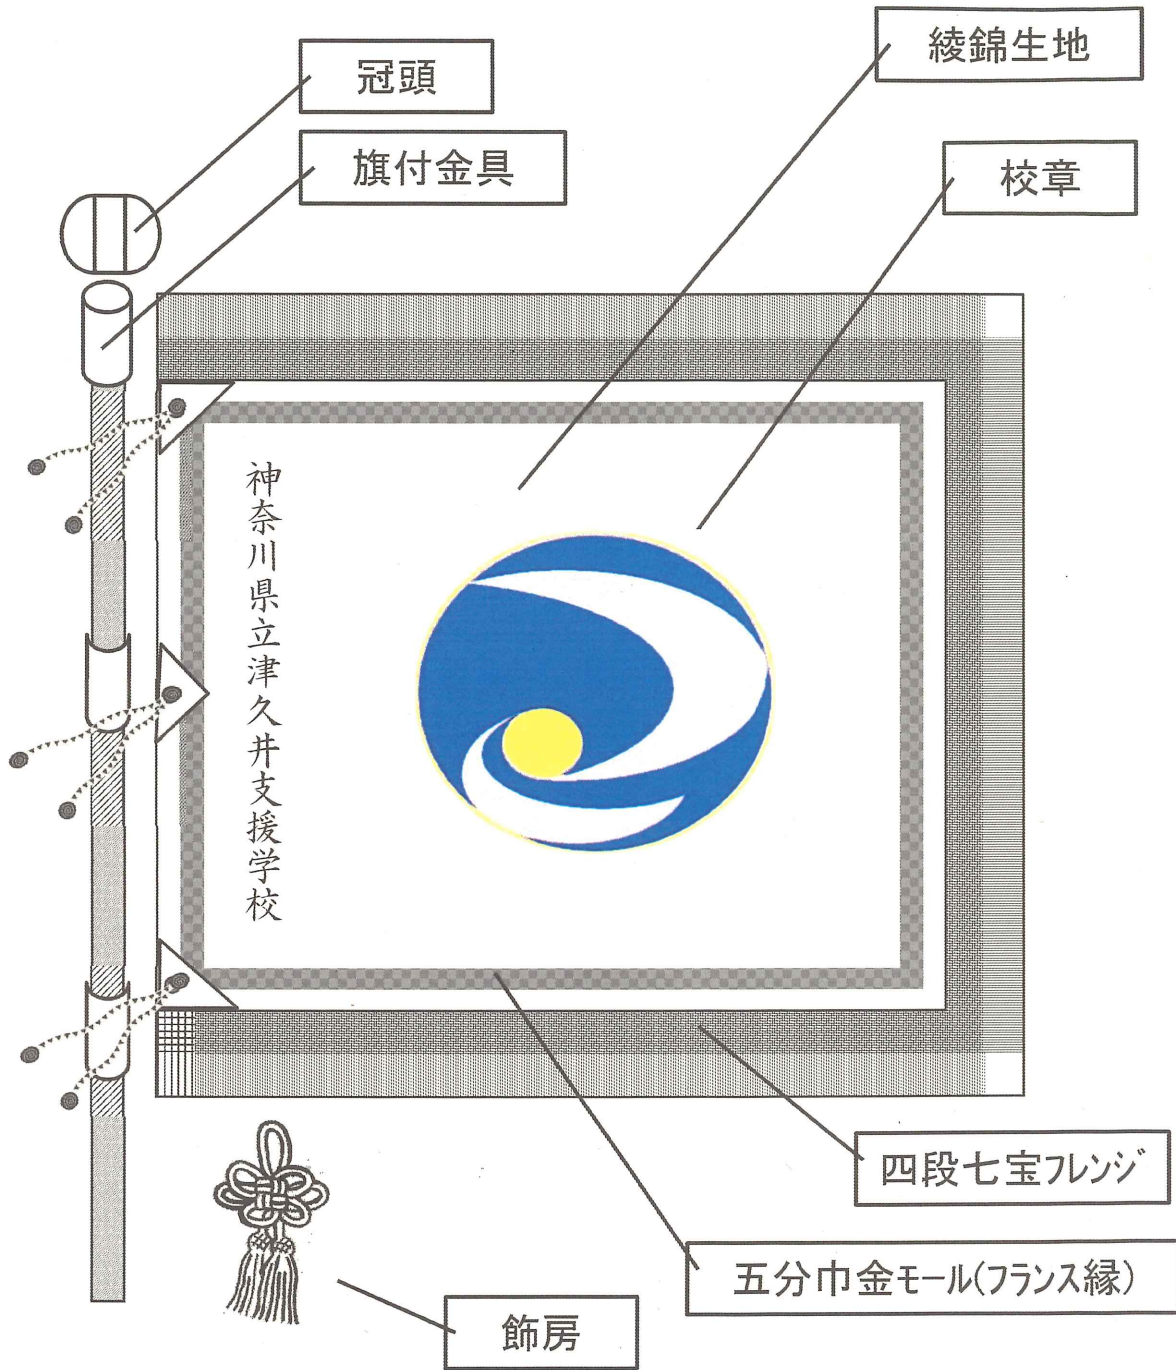 綾錦生地
冠頭
旗付金具
校章
神奈川県立津久井支援学校
四段七宝ﾌﾚﾝｼﾞ
五分巾金モール(フランス縁)
飾房